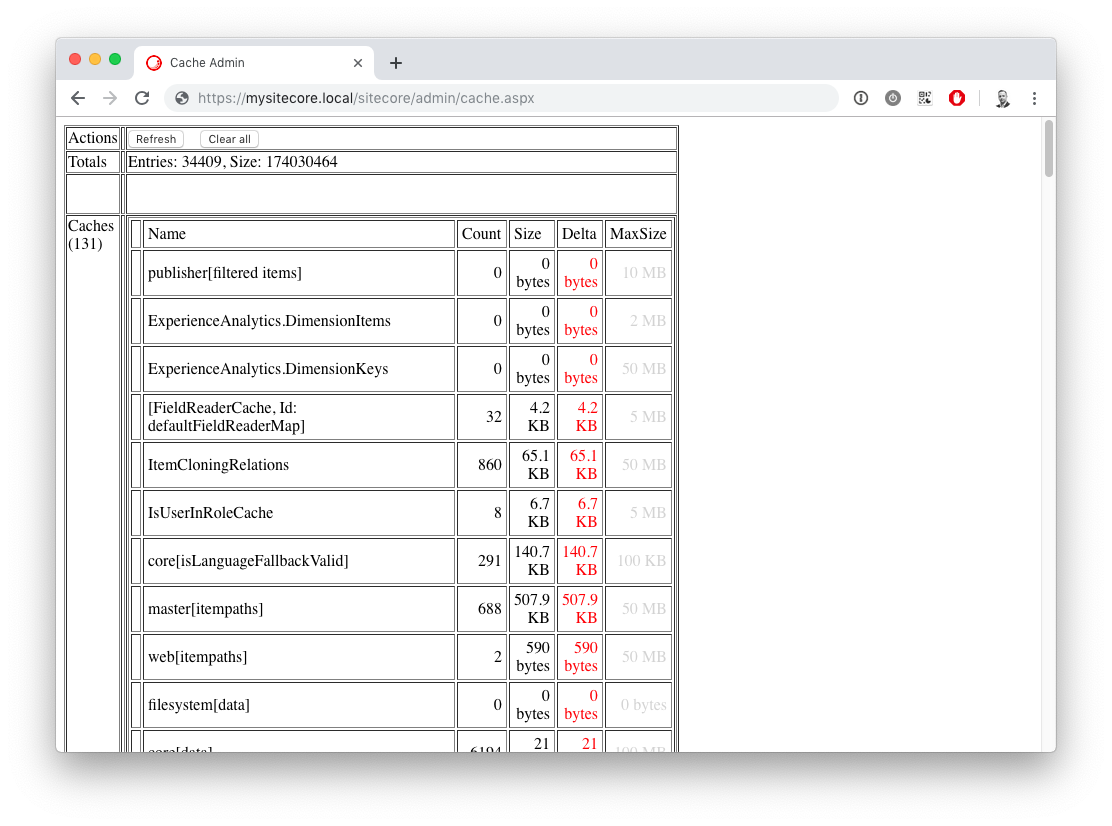 Cache Admin
https://mysitecore.local/sitecore/admin/cache.aspx
Actions Refresh Clear all
Totals Entries: 34409, Size: 174030464
Caches
(131)
Name Count Size Delta MaxSize
publisher[filtered items] 0 0 bytes 0 bytes 10 MB
ExperienceAnalytics.DimensionItems 0 0 bytes 0 bytes 2 MB
ExperienceAnalytics.DimensionKeys 0 0 bytes 0 bytes 50 MB
[FieldReaderCache, Id:
defaultFieldReaderMap] 32 4.2 KB 4.2 KB 5 MB
ItemCloningRelations 860 65.1 KB 65.1 KB 50 MB
IsUserInRoleCache 8 6.7 KB 6.7 KB 5 MB
core[isLanguageFallbackValid] 291 140.7 KB 140.7 KB 100 KB
master[itempaths] 688 507.9 KB 507.9 KB 50 MB
web[itempaths] 2 590 bytes 590 bytes 50 MB
filesystem[data] 0 0 bytes 0 bytes 0 bytes
core[data] 6194 21 21 100 MB